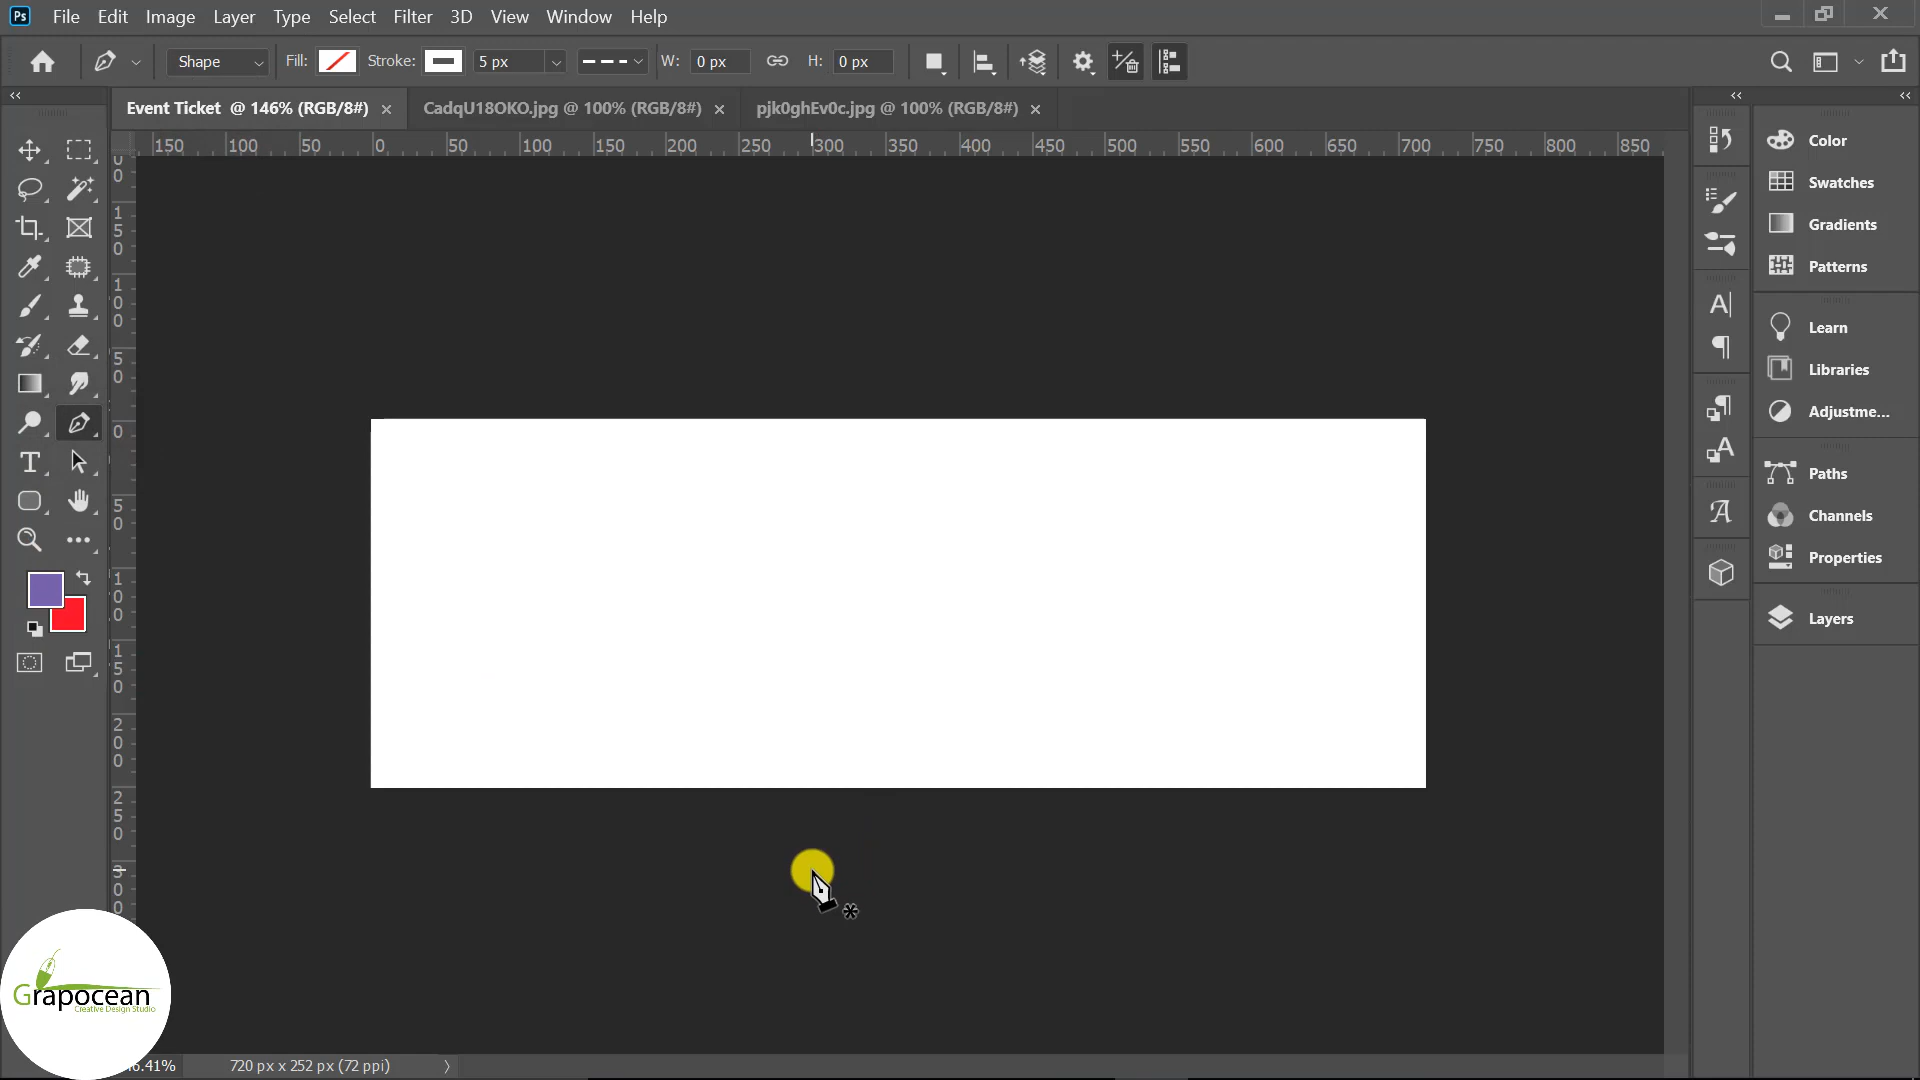 Ps File Edit Image Layer Type Select Filter 3D View Window Help
Shape Fill: Stroke: 5 px W: 0 px H: 0 px
Event Ticket @ 146% (RGB/8#) × CadqU18OKO.jpg @ 100% (RGB/8#) × pjk0ghEv0c.jpg @ 100% (RGB/8#) ×
150 100 50 0 50 100 150 200 250 300 350 400 450 500 550 600 650 700 750 800 850
0
150
100
50
0
50
100
150
200
250
300
Color
Swatches
Gradients
Patterns
Learn
Libraries
Adjustme...
Paths
Channels
Properties
Layers
Grapocean
Creative Design Studio
6.41% 720 px x 252 px (72 ppi)